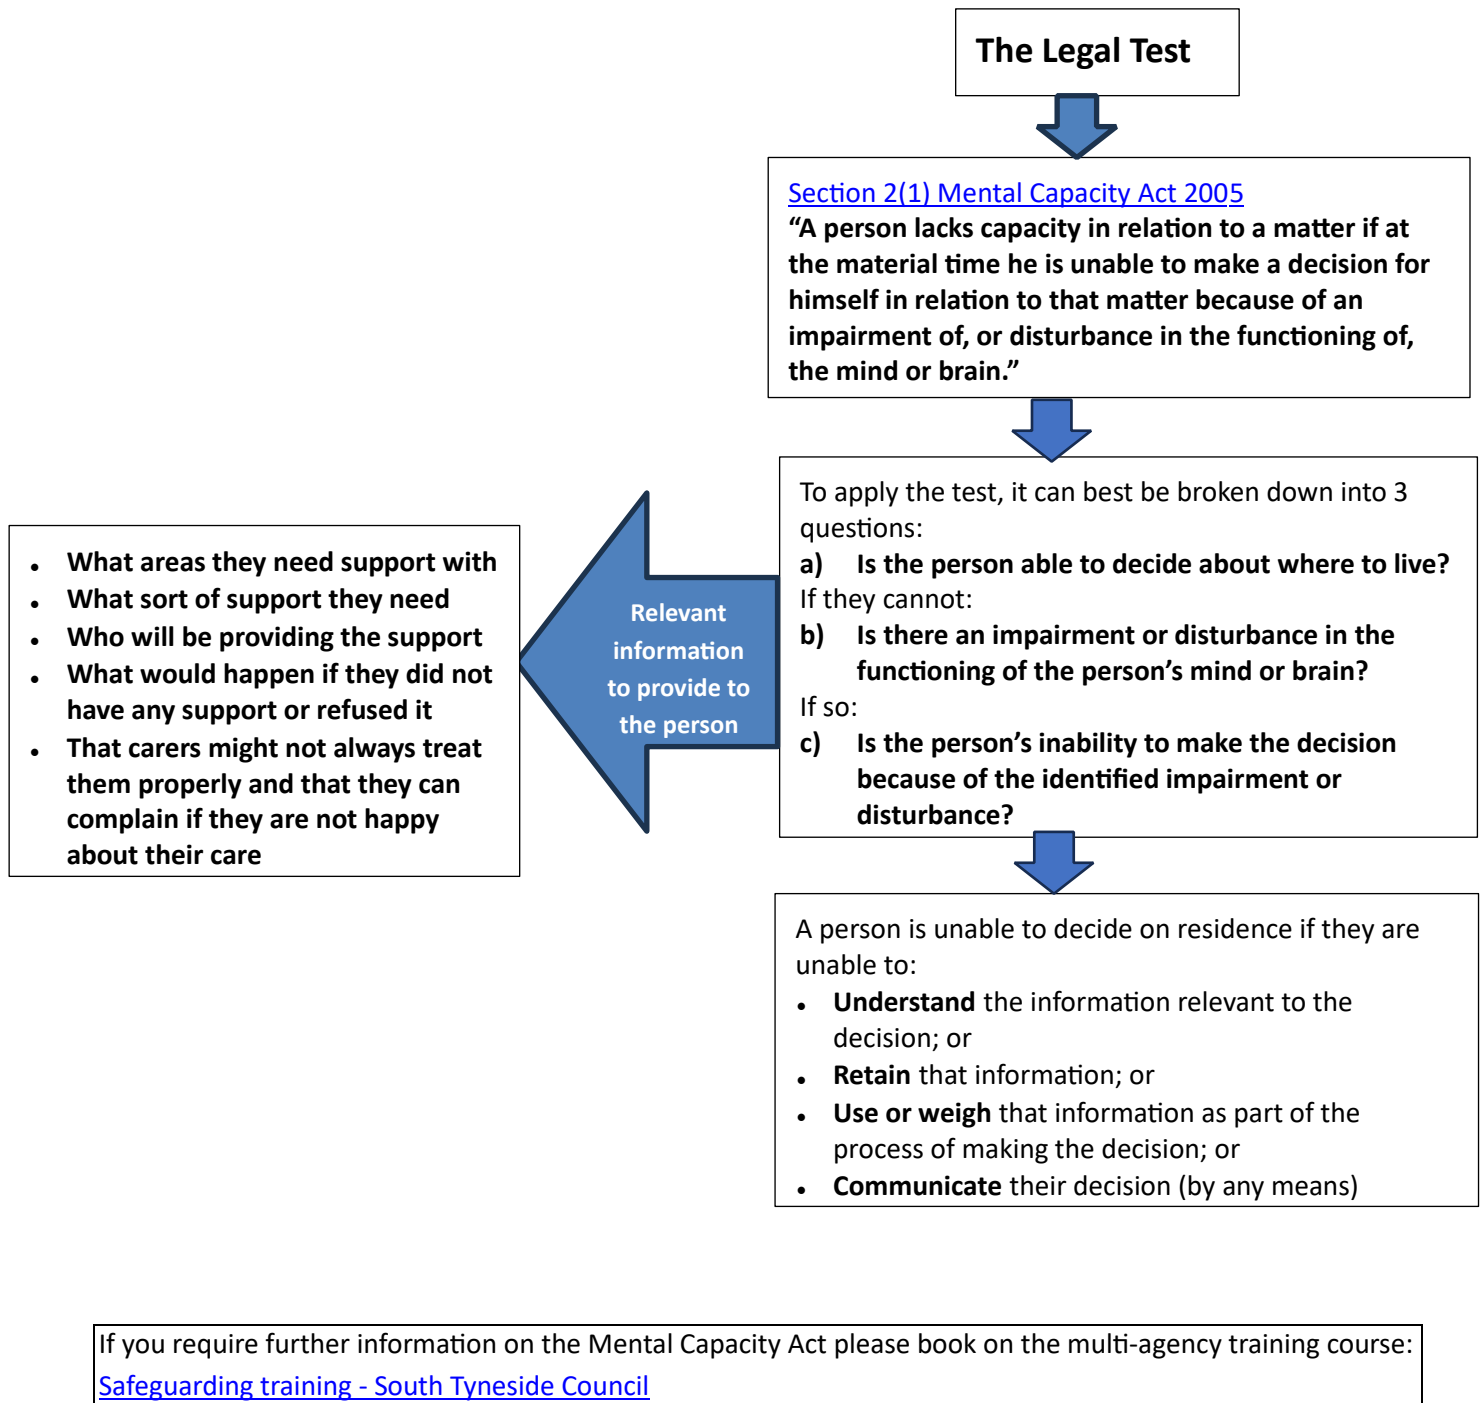 The Legal Test
Section 2(1) Mental Capacity Act 2005
“A person lacks capacity in relation to a matter if at
the material time he is unable to make a decision for
himself in relation to that matter because of an
impairment of, or disturbance in the functioning of,
the mind or brain.”
To apply the test, it can best be broken down into 3
questions:
a) Is the person able to decide about where to live?
If they cannot:
b) Is there an impairment or disturbance in the
functioning of the person’s mind or brain?
If so:
c) Is the person’s inability to make the decision
because of the identified impairment or
disturbance?
Relevant
information
to provide to
the person
• What areas they need support with
• What sort of support they need
• Who will be providing the support
• What would happen if they did not
have any support or refused it
• That carers might not always treat
them properly and that they can
complain if they are not happy
about their care
A person is unable to decide on residence if they are
unable to:
• Understand the information relevant to the
decision; or
• Retain that information; or
• Use or weigh that information as part of the
process of making the decision; or
• Communicate their decision (by any means)
If you require further information on the Mental Capacity Act please book on the multi-agency training course:
Safeguarding training - South Tyneside Council